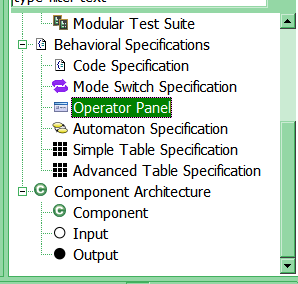 type filter text
Modular Test Suite
Behavioral Specifications
Code Specification
Mode Switch Specification
Operator Panel
Automaton Specification
Simple Table Specification
Advanced Table Specification
Component Architecture
Component
Input
Output